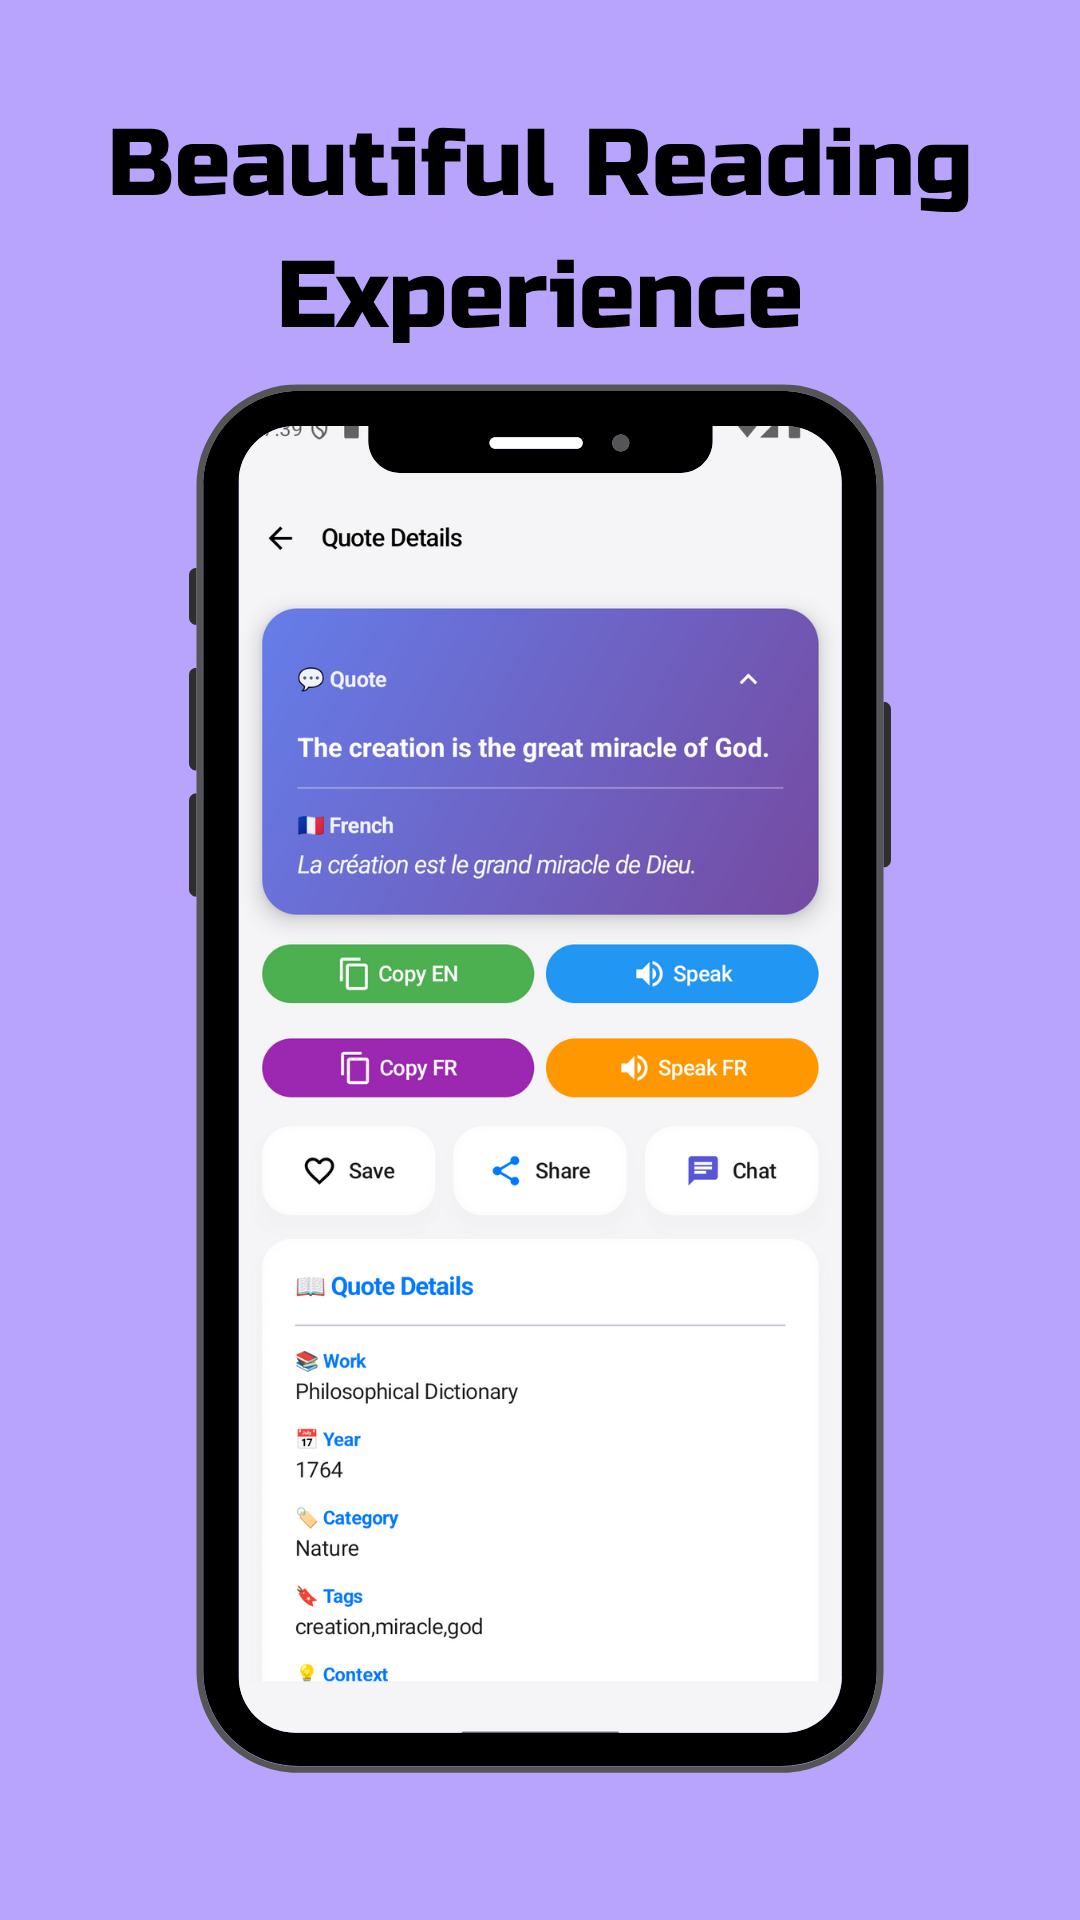 Beautiful Reading
Experience
Quote Details
💬 Quote
The creation is the great miracle of God.
🇫🇷 French
La création est le grand miracle de Dieu.
Copy EN
Speak
Copy FR
Speak FR
Save
Share
Chat
📖 Quote Details
📚 Work
Philosophical Dictionary
📅 Year
1764
🏷️ Category
Nature
🔖 Tags
creation,miracle,god
💡 Context